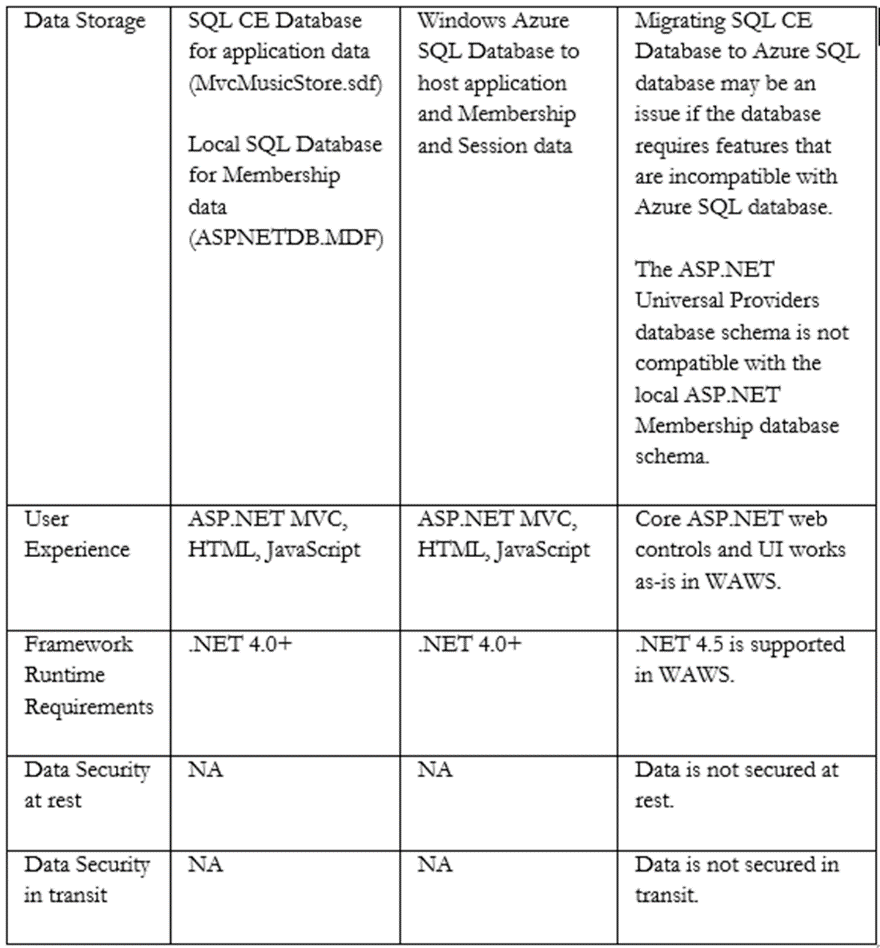 Data Storage
SQL CE Database
for application data
(MvcMusicStore.sdf)
Local SQL Database
for Membership
data
(ASPNETDB.MDF)
Windows Azure
SQL Database to
host application
and Membership
and Session data
Migrating SQL CE
Database to Azure SQL
database may be an
issue if the database
requires features that
are incompatible with
Azure SQL database.
The ASP.NET
Universal Providers
database schema is not
compatible with the
local ASP.NET
Membership database
schema.
User
Experience
ASP.NET MVC,
HTML, JavaScript
ASP.NET MVC,
HTML, JavaScript
Core ASP.NET web
controls and UI works
as-is in WAWS.
Framework
Runtime
Requirements
.NET 4.0+
.NET 4.0+
.NET 4.5 is supported
in WAWS.
Data Security
at rest
NA
NA
Data is not secured at
rest.
Data Security
in transit
NA
NA
Data is not secured in
transit.